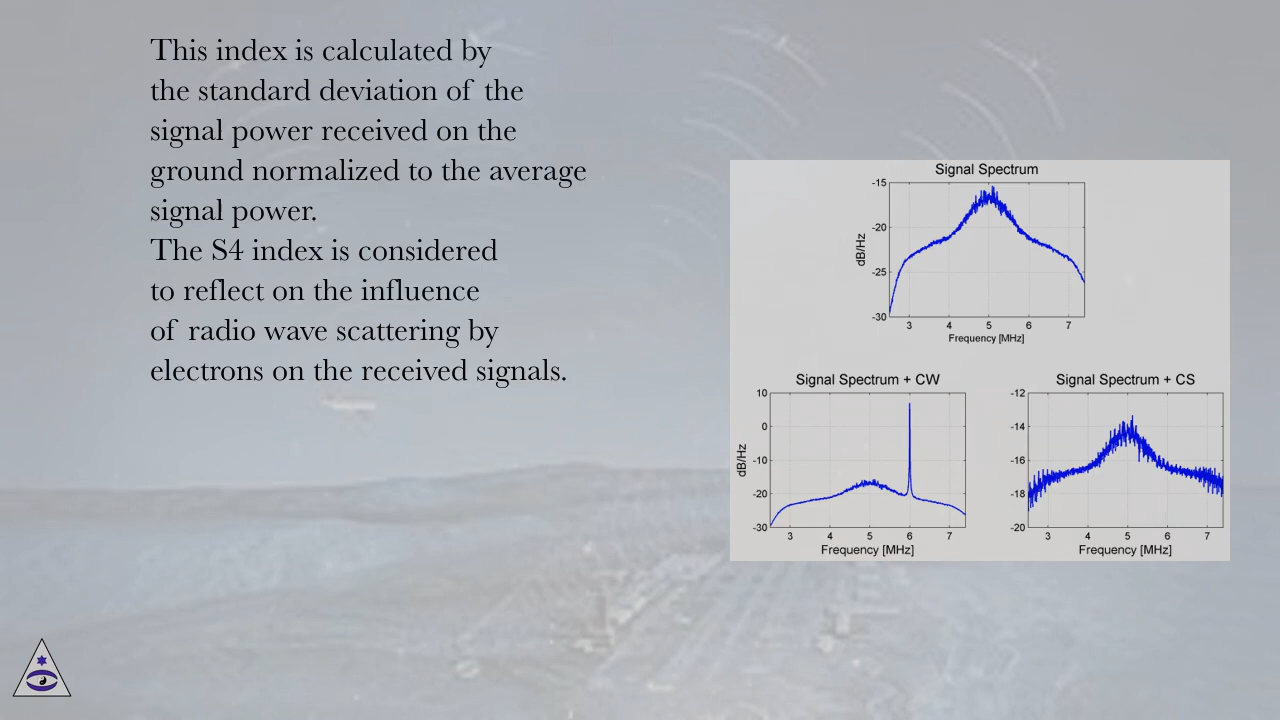 This index is calculated by
the standard deviation of the
signal power received on the
ground normalized to the average
signal power.
The S4 index is considered
to reflect on the influence
of radio wave scattering by
electrons on the received signals.
Signal Spectrum
-15
-20
-25
-30
dB/Hz
3 4 5 6 7
Frequency [MHz]
Signal Spectrum + CW
10
0
-10
-20
-30
dB/Hz
3 4 5 6 7
Frequency [MHz]
Signal Spectrum + CS
-12
-14
-16
-18
-20
3 4 5 6 7
Frequency [MHz]